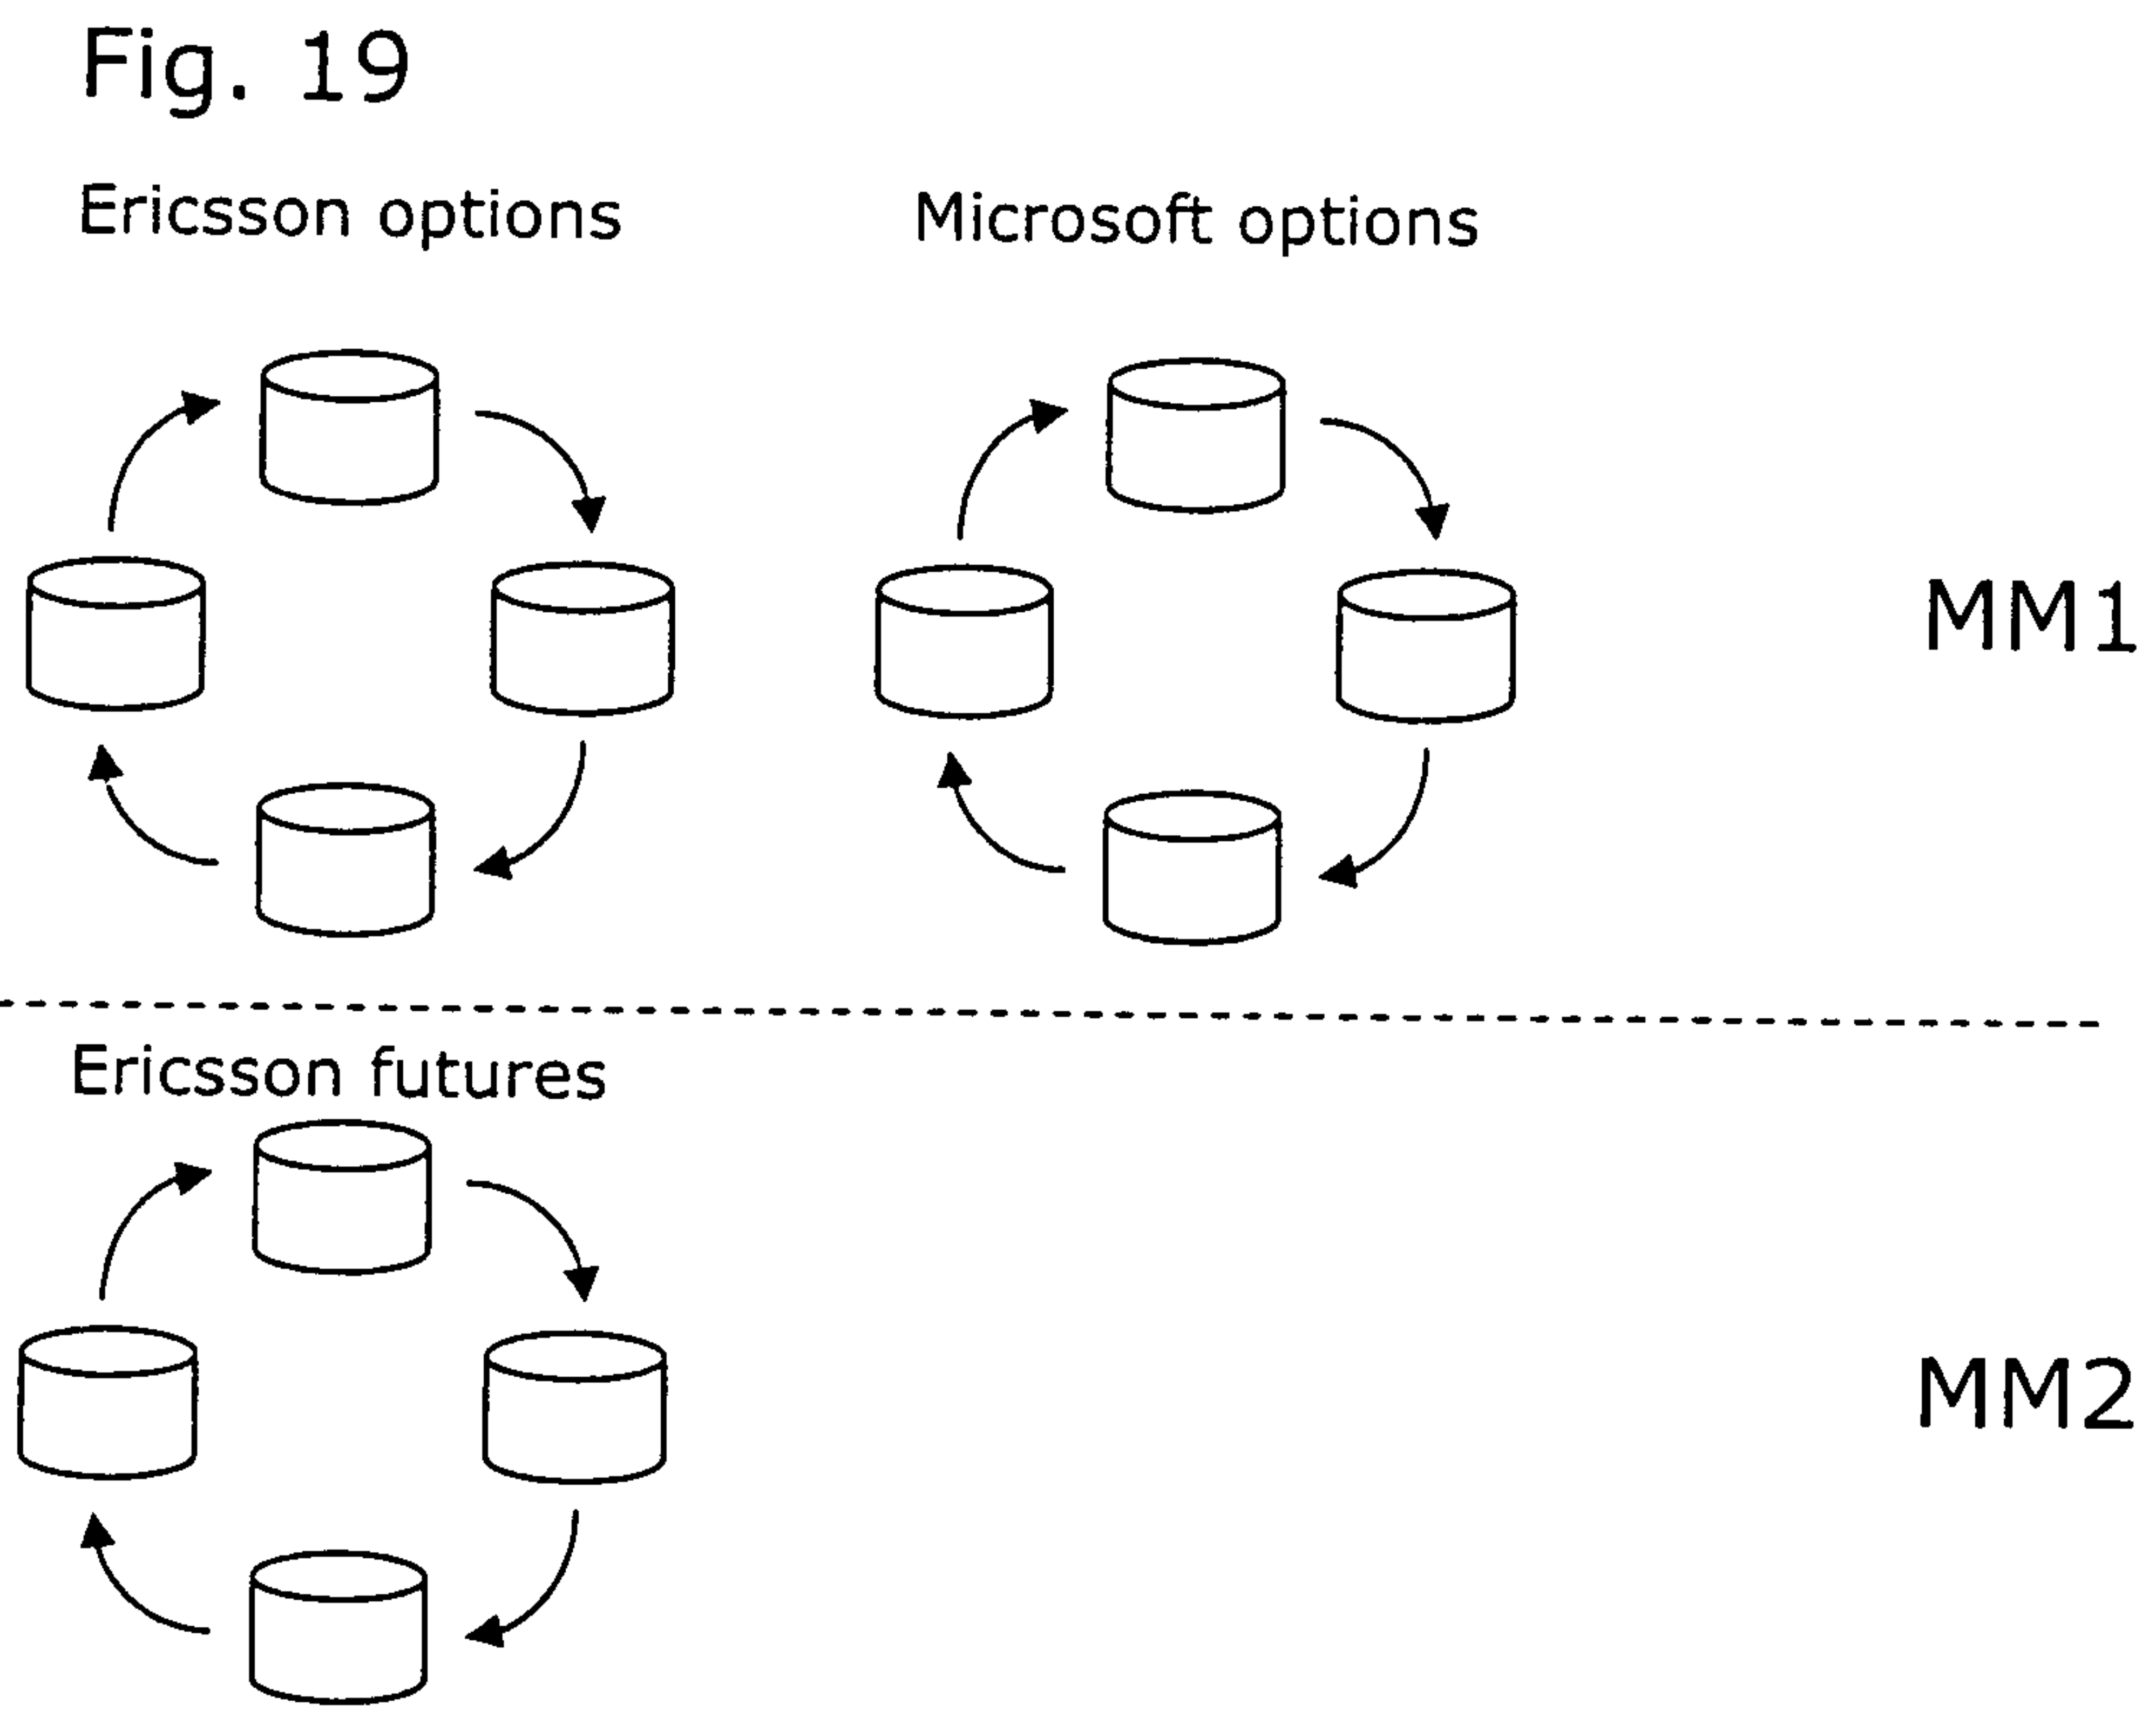 Fig. 19
Ericsson options
Microsoft options
MM1
Ericsson futures
MM2